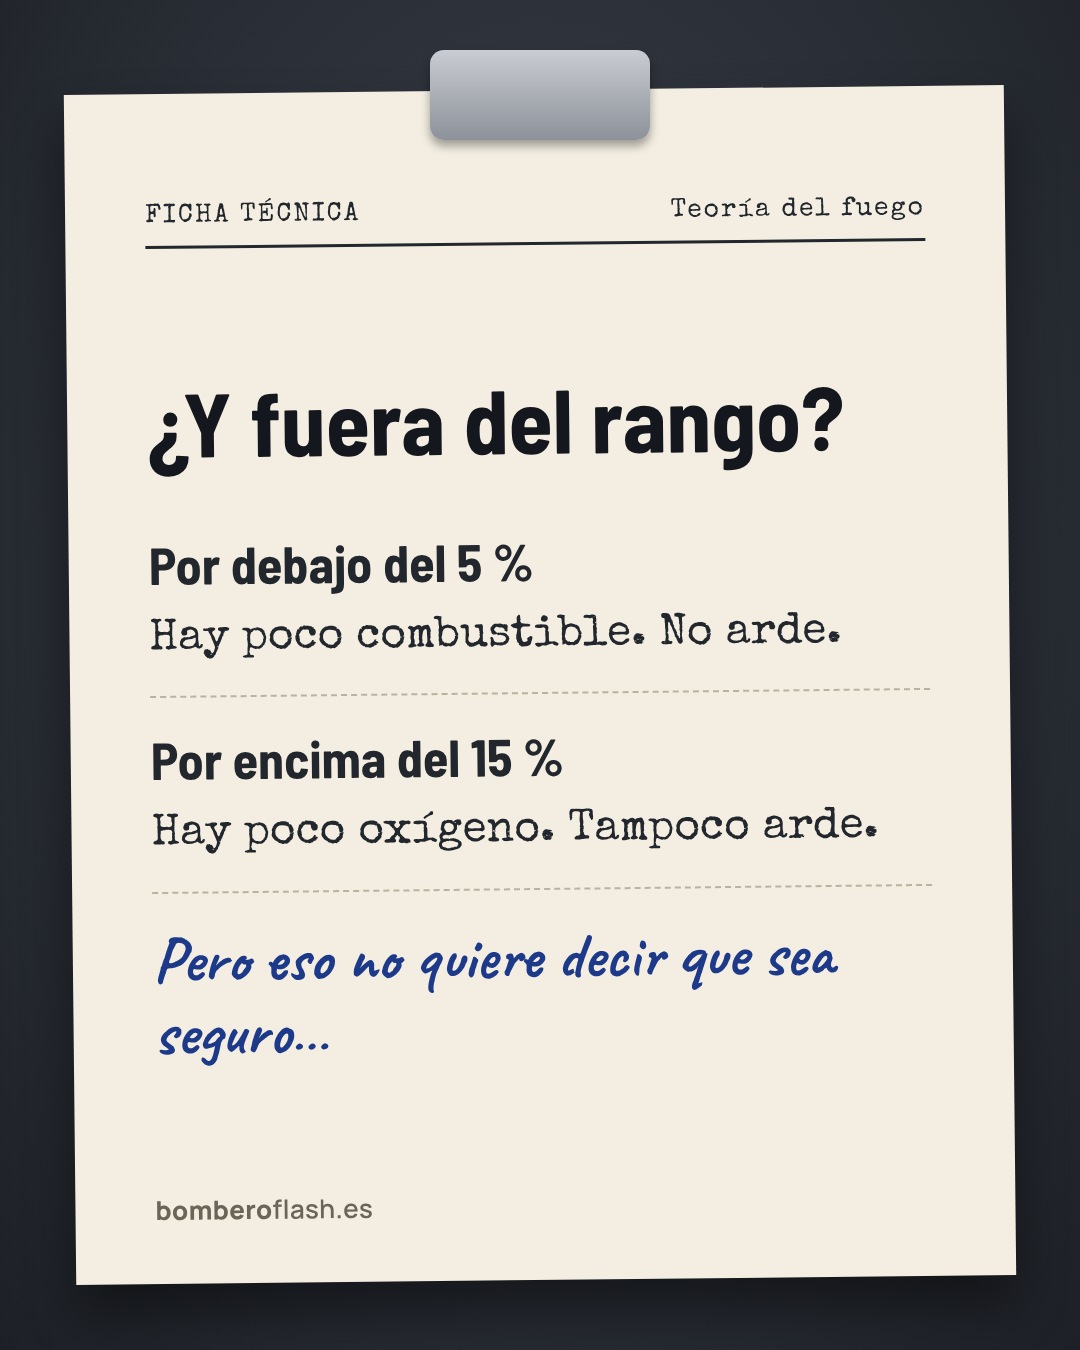 FICHA TÉCNICA
Teoría del fuego
¿Y fuera del rango?
Por debajo del 5 %
Hay poco combustible. No arde.
Por encima del 15 %
Hay poco oxígeno. Tampoco arde.
Pero eso no quiere decir que sea
seguro...
bomberoflash.es